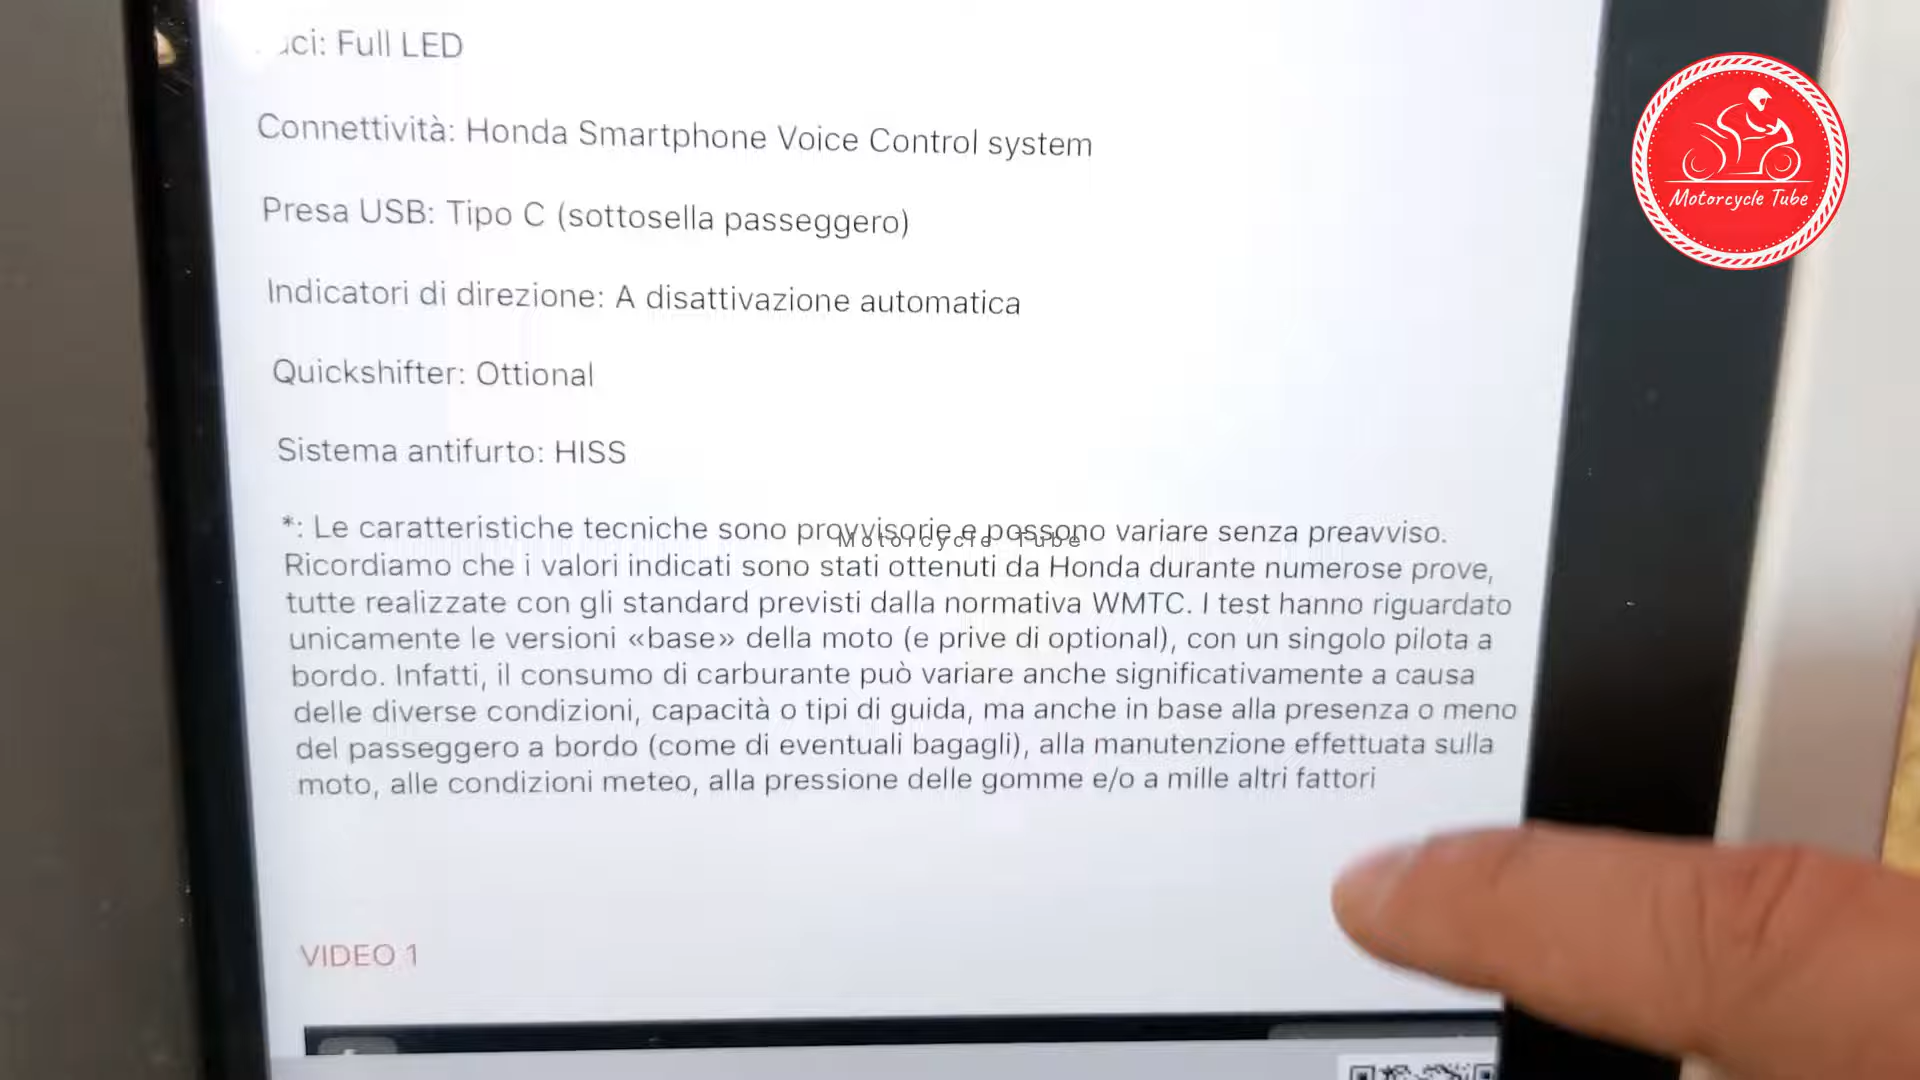 Full LED
Connettività: Honda Smartphone Voice Control system
Presa USB: Tipo C (sottosella passeggero)
Indicatori di direzione: A disattivazione automatica
Quickshifter: Ottional
Sistema antifurto: HISS
*: Le caratteristiche tecniche sono provvisorie e possono variare senza preavviso.
Motorcycle Tube
Ricordiamo che i valori indicati sono stati ottenuti da Honda durante numerose prove,
tutte realizzate con gli standard previsti dalla normativa WMTC. I test hanno riguardato
unicamente le versioni «base» della moto (e prive di optional), con un singolo pilota a
bordo. Infatti, il consumo di carburante può variare anche significativamente a causa
delle diverse condizioni, capacità o tipi di guida, ma anche in base alla presenza o meno
del passeggero a bordo (come di eventuali bagagli), alla manutenzione effettuata sulla
moto, alle condizioni meteo, alla pressione delle gomme e/o a mille altri fattori
VIDEO 1
Motorcycle Tube